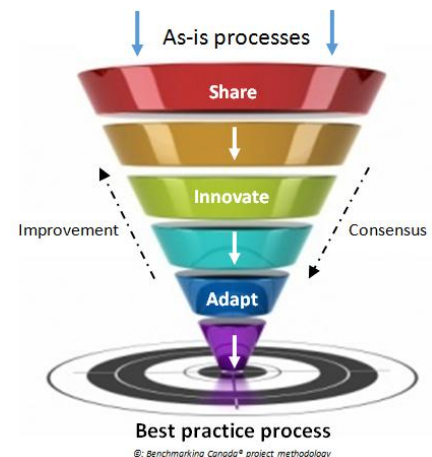 As-is processes
Share
Innovate
Improvement
Consensus
Adapt
Best practice process
©: Benchmarking Canada® project methodology